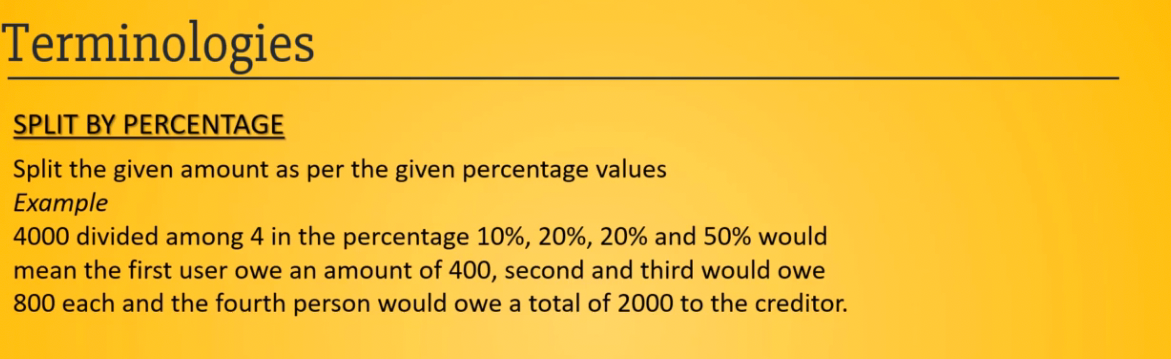 Terminologies
SPLIT BY PERCENTAGE
Split the given amount as per the given percentage values
Example
4000 divided among 4 in the percentage 10%, 20%, 20% and 50% would
mean the first user owe an amount of 400, second and third would owe
800 each and the fourth person would owe a total of 2000 to the creditor.